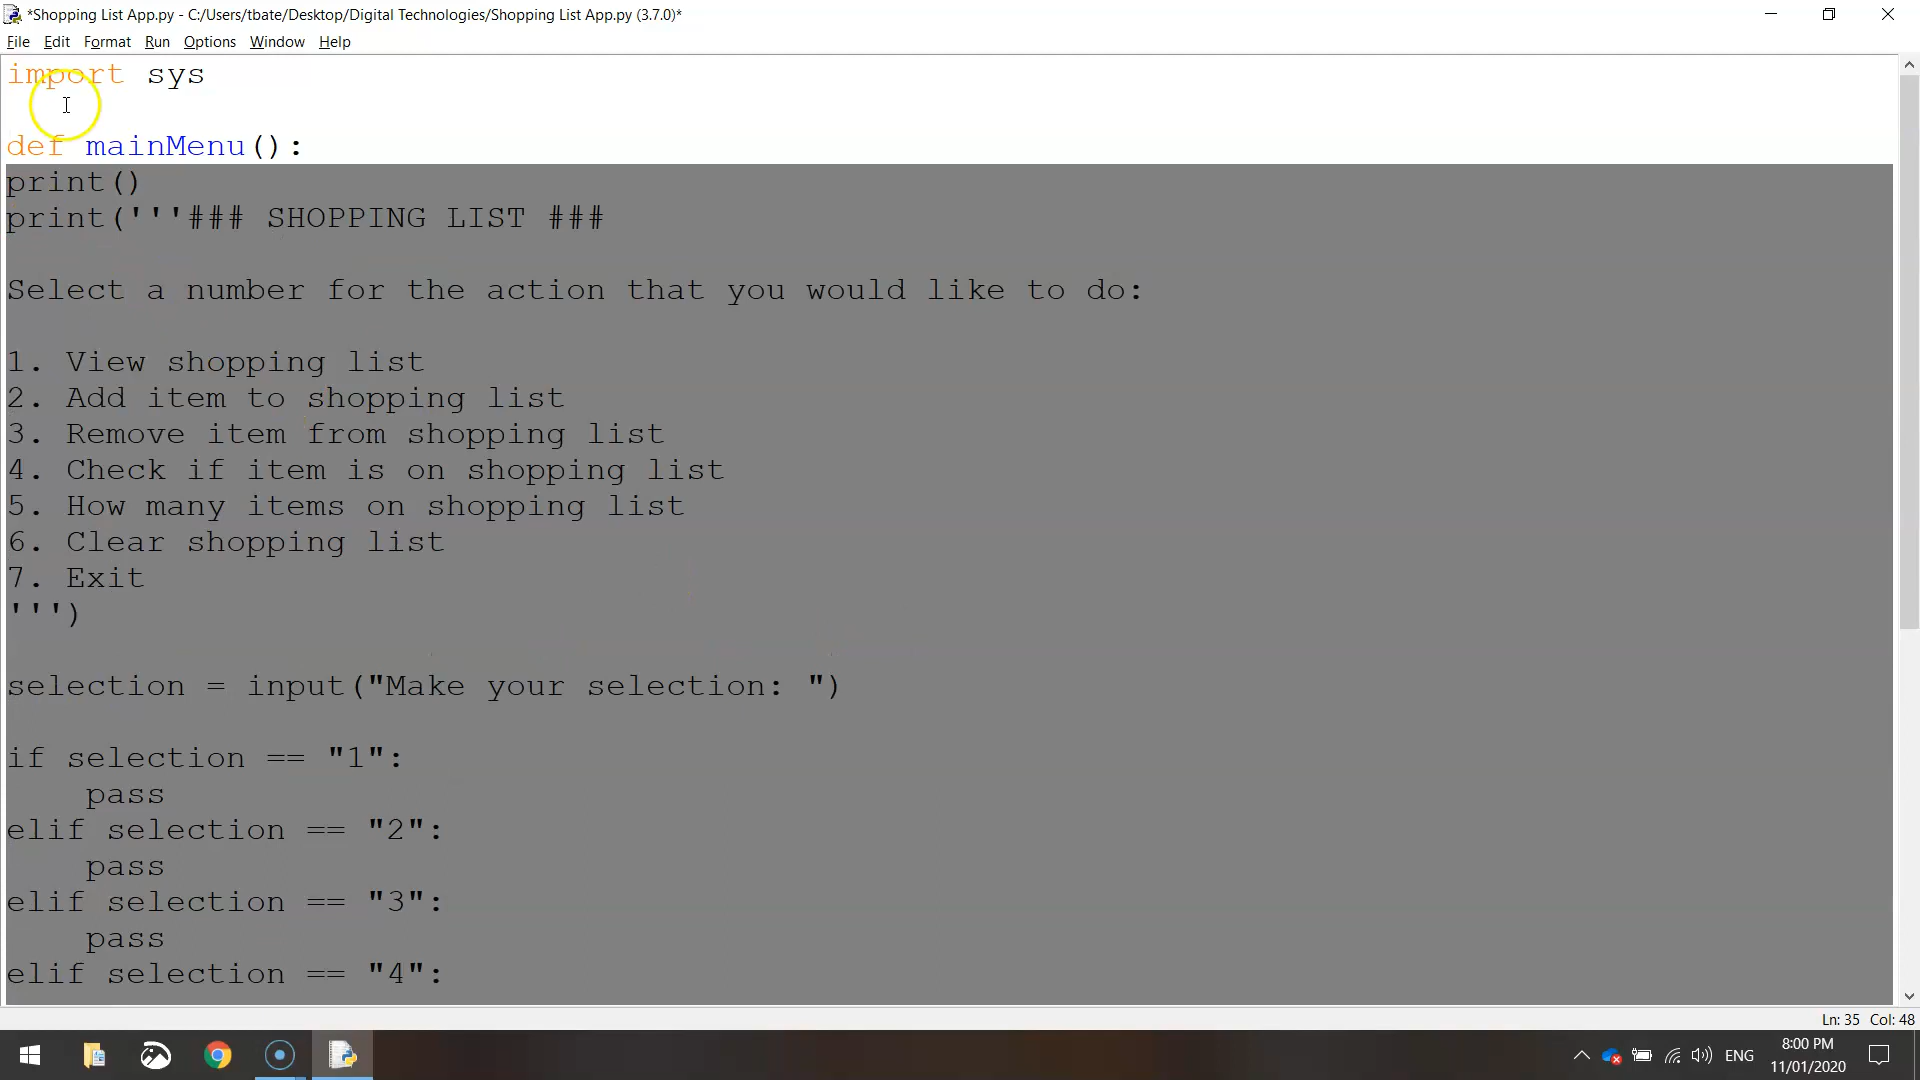 *Shopping List App.py - C:/Users/tbate/Desktop/Digital Technologies/Shopping List App.py (3.7.0)*
File Edit Format Run Options Window Help
import sys
def mainMenu():
print()
print('''### SHOPPING LIST ###
Select a number for the action that you would like to do:
1. View shopping list
2. Add item to shopping list
3. Remove item from shopping list
4. Check if item is on shopping list
5. How many items on shopping list
6. Clear shopping list
7. Exit
''')
selection = input("Make your selection: ")
if selection == "1":
    pass
elif selection == "2":
    pass
elif selection == "3":
    pass
elif selection == "4":
Ln: 35 Col: 48
ENG
8:00 PM
11/01/2020